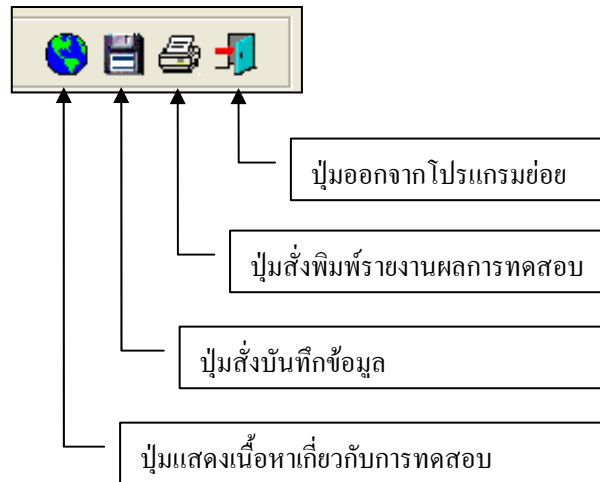 ปุ่มออกจากโปรแกรมย่อย
ปุ่มสั่งพิมพ์รายงานผลการทดสอบ
ปุ่มสั่งบันทึกข้อมูล
ปุ่มแสดงเนื้อหาเกี่ยวกับการทดสอบ